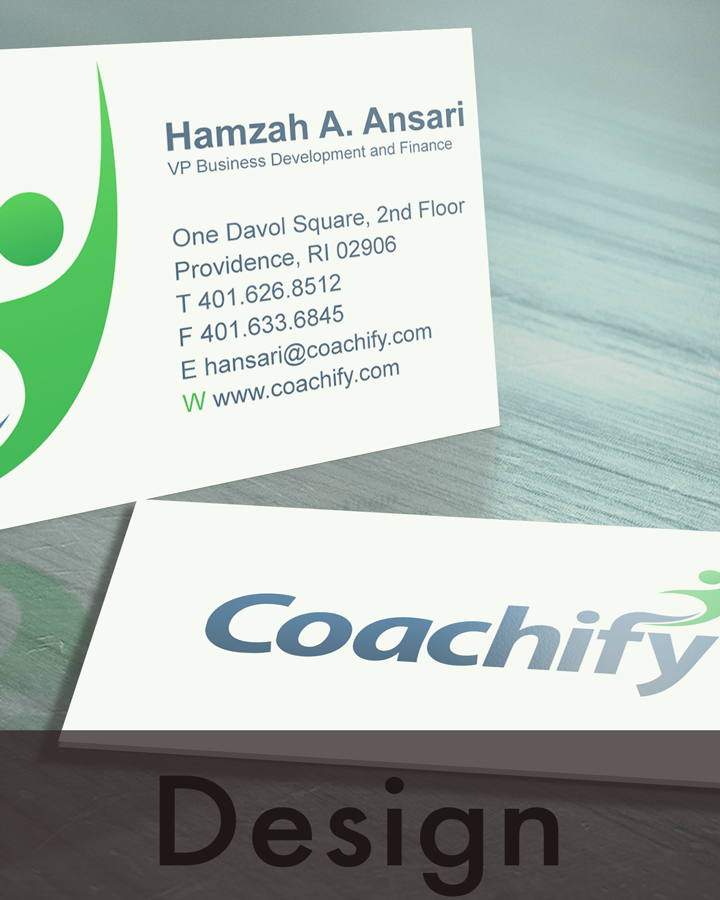 Hamzah A. Ansari
VP Business Development and Finance
One Davol Square, 2nd Floor
Providence, RI 02906
T 401.626.8512
F 401.633.6845
E hansari@coachify.com
W www.coachify.com
Coachify
Design